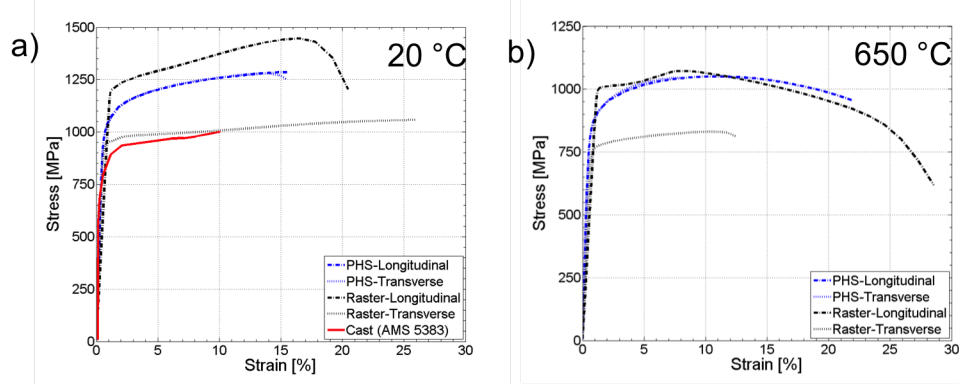 a)
20 °C
Stress [MPa]
1500
1250
1000
750
500
250
0
0 5 10 15 20 25 30
Strain [%]
PHS-Longitudinal
PHS-Transverse
Raster-Longitudinal
Raster-Transverse
Cast (AMS 5383)
b)
650 °C
Stress [MPa]
1250
1000
750
500
250
0
0 5 10 15 20 25 30
Strain [%]
PHS-Longitudinal
PHS-Transverse
Raster-Longitudinal
Raster-Transverse